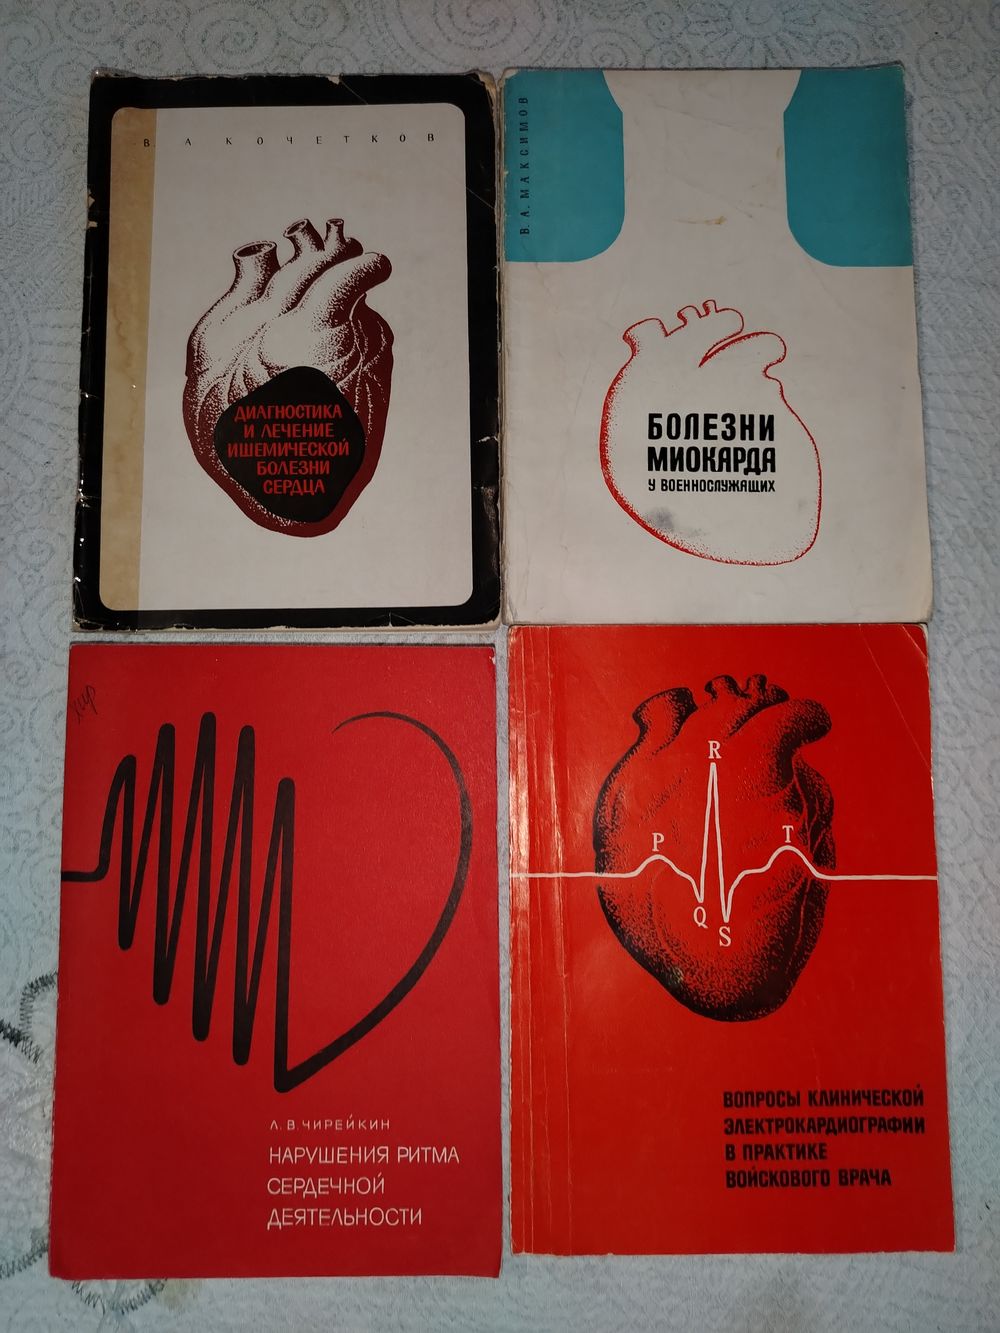 В. А КОЧЕТКОВ
ДИАГНОСТИКА
И ЛЕЧЕНИЕ
ИШЕМИЧЕСКОЙ
БОЛЕЗНИ
СЕРДЦА
В. А. МАКСИМОВ
БОЛЕЗНИ
МИОКАРДА
У ВОЕННОСЛУЖАЩИХ
хир
Л. В. ЧИРЕЙКИН
НАРУШЕНИЯ РИТМА
СЕРДЕЧНОЙ
ДЕЯТЕЛЬНОСТИ
R
P
T
Q
S
ВОПРОСЫ КЛИНИЧЕСКОЙ
ЭЛЕКТРОКАРДИОГРАФИИ
В ПРАКТИКЕ
ВОЙСКОВОГО ВРАЧА